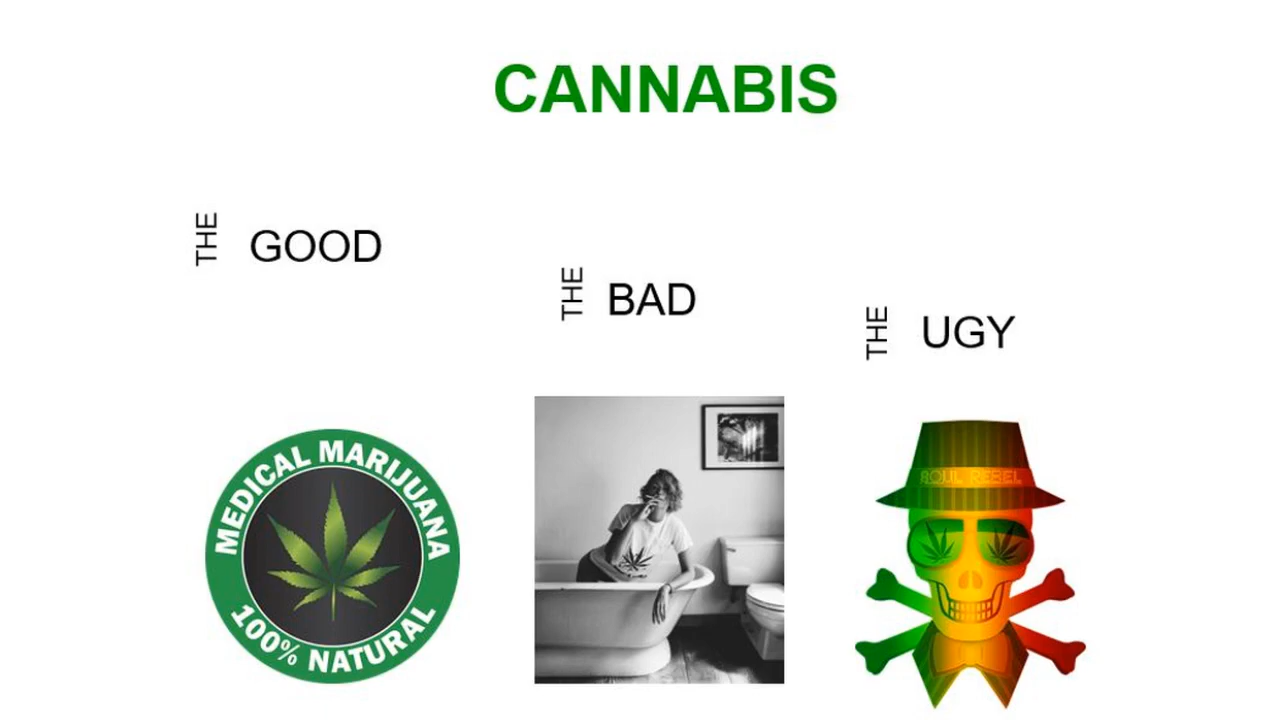 CANNABIS
THE GOOD
THE BAD
THE UGY
MEDICAL MARIJUANA
100% NATURAL
SOUL REBEL